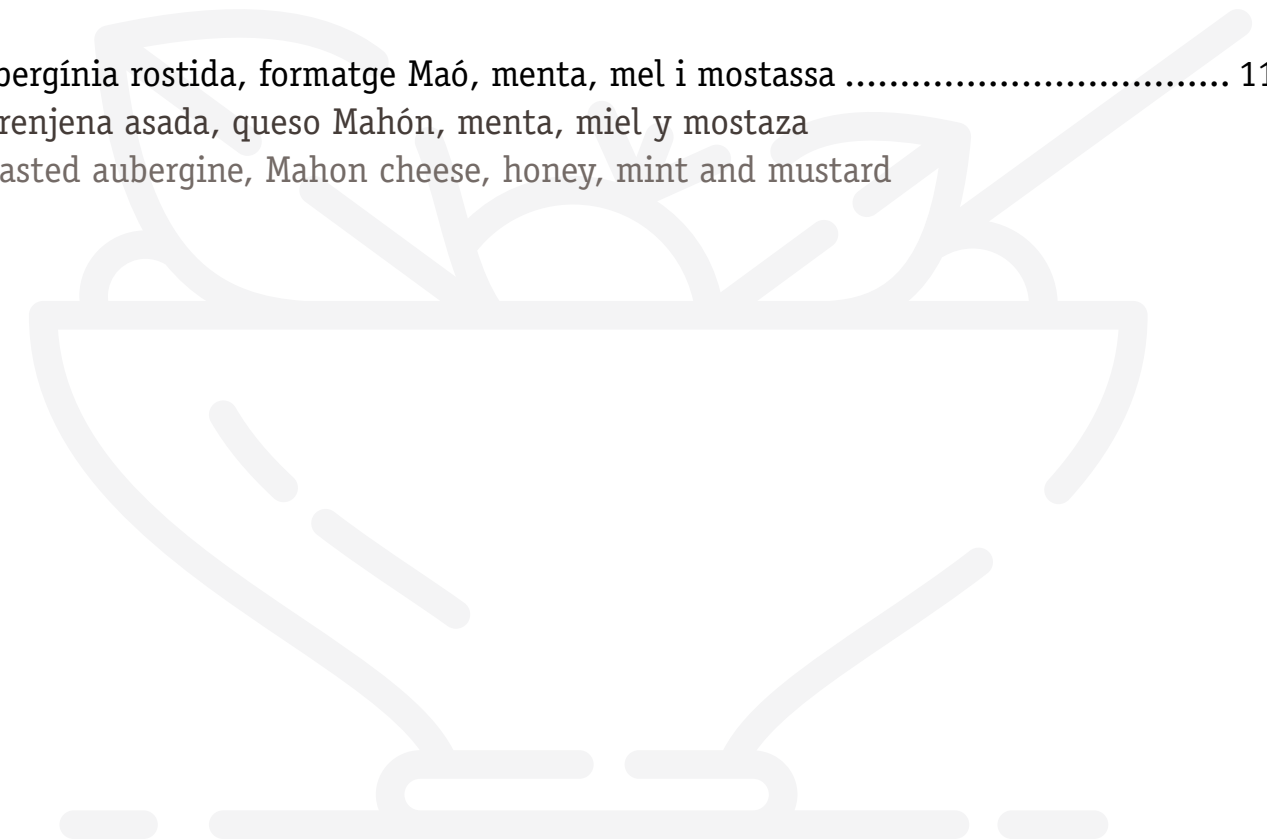 bergínia rostida, formatge Maó, menta, mel i mostassa .................................. 11
renjena asada, queso Mahón, menta, miel y mostaza
asted aubergine, Mahon cheese, honey, mint and mustard